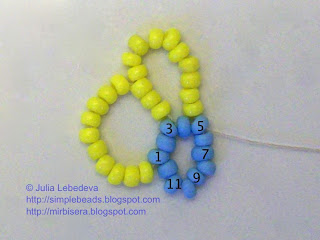 3 5
1 7
11 9
© Julia Lebedeva
http://simplebeads.blogspot.com
http://mirbisera.blogspot.com